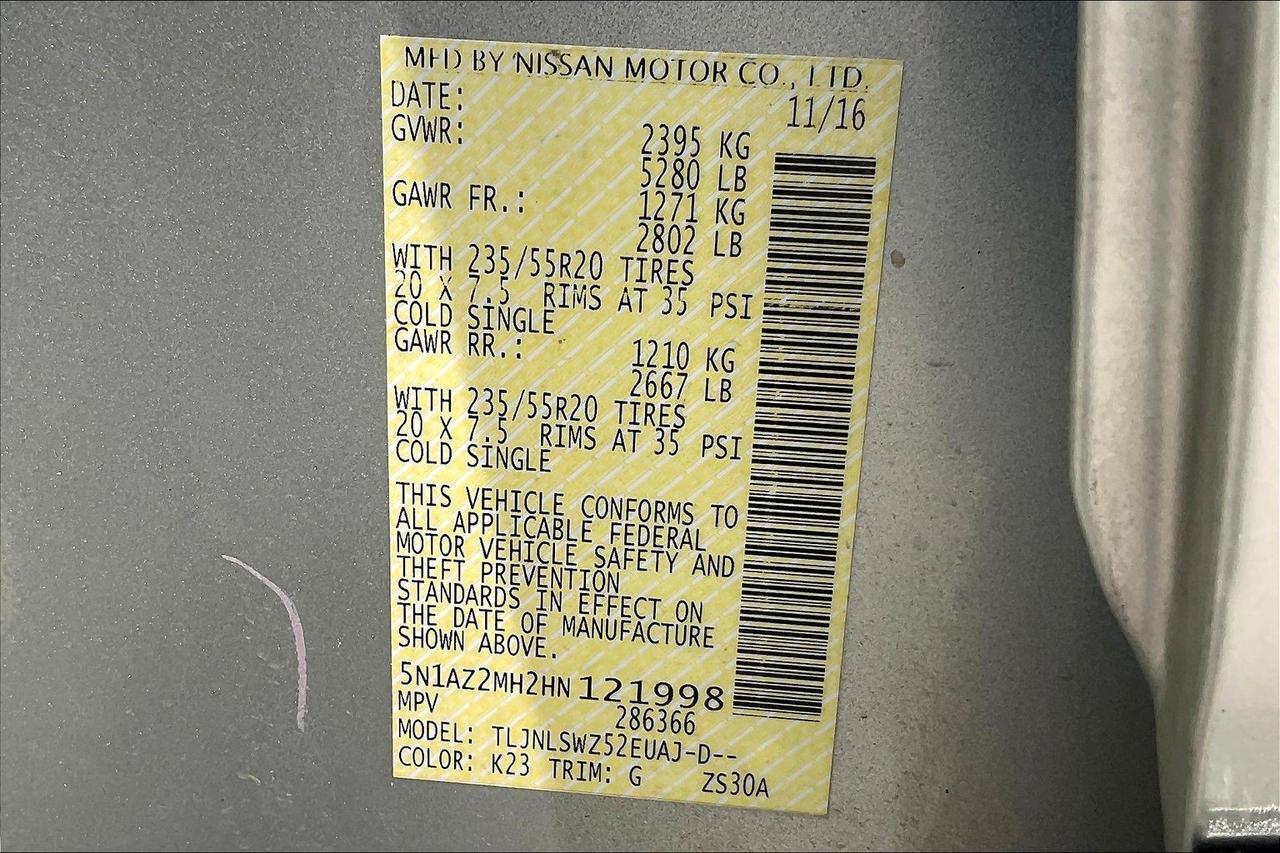 MFD BY NISSAN MOTOR CO., LTD.
DATE: 11/16
GVWR: 2395 KG
5280 LB
GAWR FR.: 1271 KG
2802 LB
WITH 235/55R20 TIRES
20 X 7.5 RIMS AT 35 PSI
COLD SINGLE
GAWR RR.: 1210 KG
2667 LB
WITH 235/55R20 TIRES
20 X 7.5 RIMS AT 35 PSI
COLD SINGLE
THIS VEHICLE CONFORMS TO
ALL APPLICABLE FEDERAL
MOTOR VEHICLE SAFETY AND
THEFT PREVENTION
STANDARDS IN EFFECT ON
THE DATE OF MANUFACTURE
SHOWN ABOVE.
5N1AZ2MH2HN121998
MPV 286366
MODEL: TLJNLSWZ52EUAJ-D--
COLOR: K23 TRIM: G ZS30A